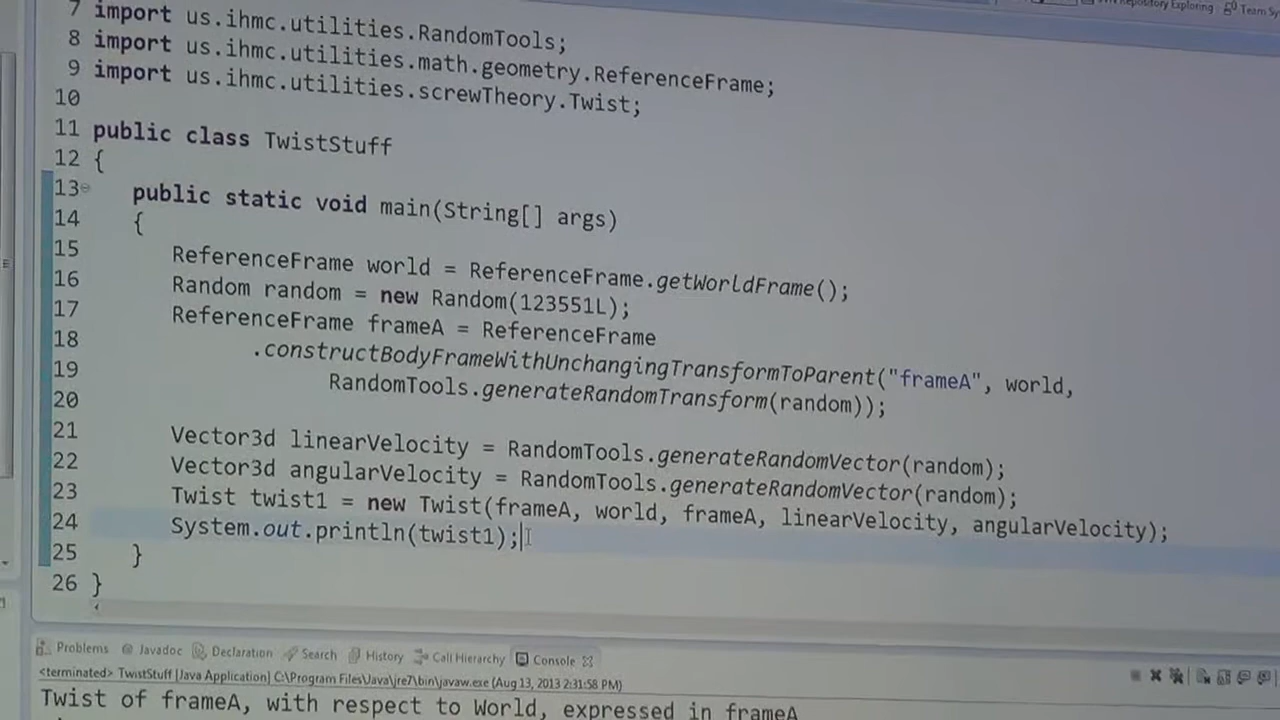 Repository Exploring Team Sy
7 import us.ihmc.utilities.RandomTools;
8 import us.ihmc.utilities.math.geometry.ReferenceFrame;
9 import us.ihmc.utilities.screwTheory.Twist;
10
11 public class TwistStuff
12 {
13 public static void main(String[] args)
14 {
15 ReferenceFrame world = ReferenceFrame.getWorldFrame();
16 Random random = new Random(123551L);
17 ReferenceFrame frameA = ReferenceFrame
18 .constructBodyFrameWithUnchangingTransformToParent("frameA", world,
19 RandomTools.generateRandomTransform(random));
20
21 Vector3d linearVelocity = RandomTools.generateRandomVector(random);
22 Vector3d angularVelocity = RandomTools.generateRandomVector(random);
23 Twist twist1 = new Twist(frameA, world, frameA, linearVelocity, angularVelocity);
24 System.out.println(twist1);
25 }
26 }
Problems @ Javadoc Declaration Search History Call Hierarchy Console
<terminated> TwistStuff [Java Application] C:\Program Files\Java\jre7\bin\javaw.exe (Aug 13, 2013 2:31:58 PM)
Twist of frameA, with respect to World, expressed in frameA